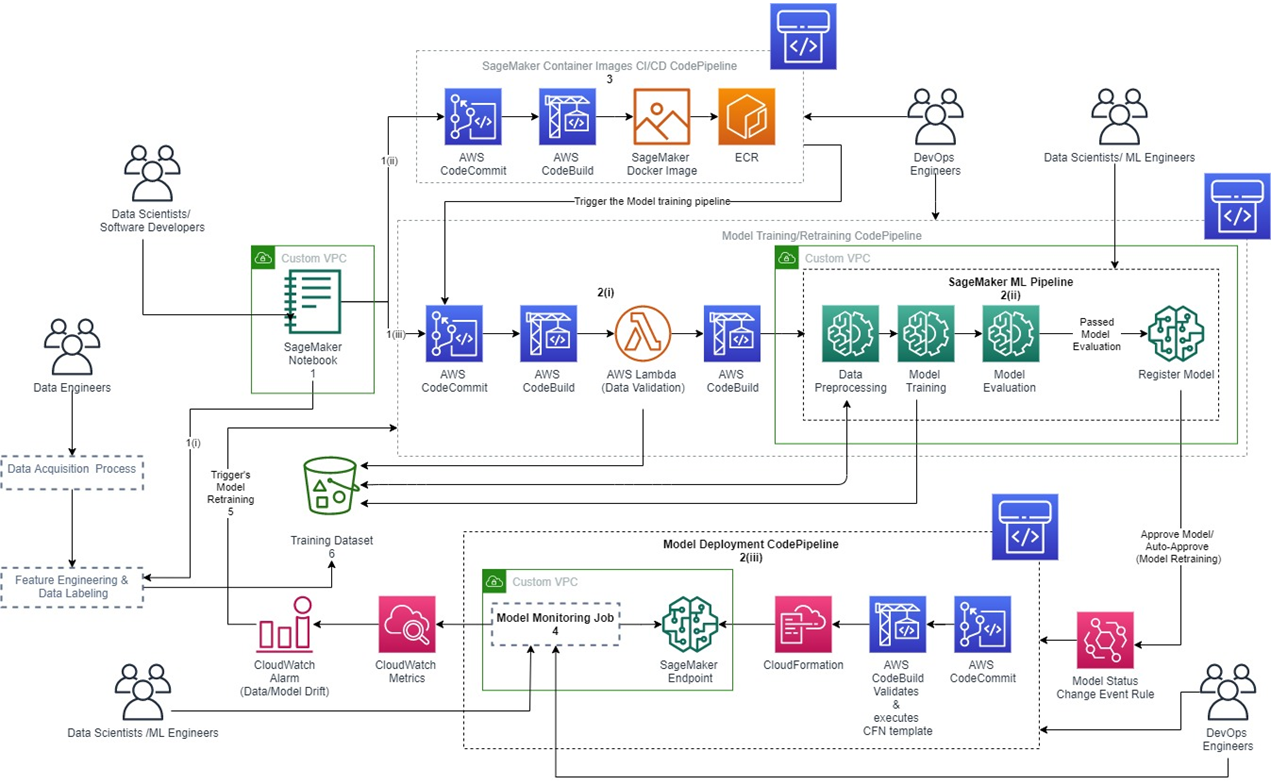 SageMaker Container Images CI/CD CodePipeline
3
AWS
CodeCommit
AWS
CodeBuild
SageMaker
Docker Image
ECR
DevOps
Engineers
Data Scientists/ ML Engineers
1(ii)
Data Scientists/
Software Developers
Trigger the Model training pipeline
Model Training/Retraining CodePipeline
Custom VPC
SageMaker
Notebook
1
1(iii)
2(i)
AWS
CodeCommit
AWS
CodeBuild
AWS Lambda
(Data Validation)
AWS
CodeBuild
Custom VPC
SageMaker ML Pipeline
2(ii)
Data
Preprocessing
Model
Training
Model
Evaluation
Passed
Model
Evaluation
Register Model
Data Engineers
1(i)
Data Acquisition  Process
Feature Engineering &
Data Labeling
Trigger's
Model
Retraining
5
Training Dataset
6
Approve Model/
Auto-Approve
(Model Retraining)
Model Deployment CodePipeline
2(iii)
Custom VPC
Model Monitoring Job
4
SageMaker
Endpoint
CloudFormation
AWS
CodeBuild
Validates
&
executes
CFN template
AWS
CodeCommit
Model Status
Change Event Rule
CloudWatch
Alarm
(Data/Model Drift)
CloudWatch
Metrics
Data Scientists /ML Engineers
DevOps
Engineers